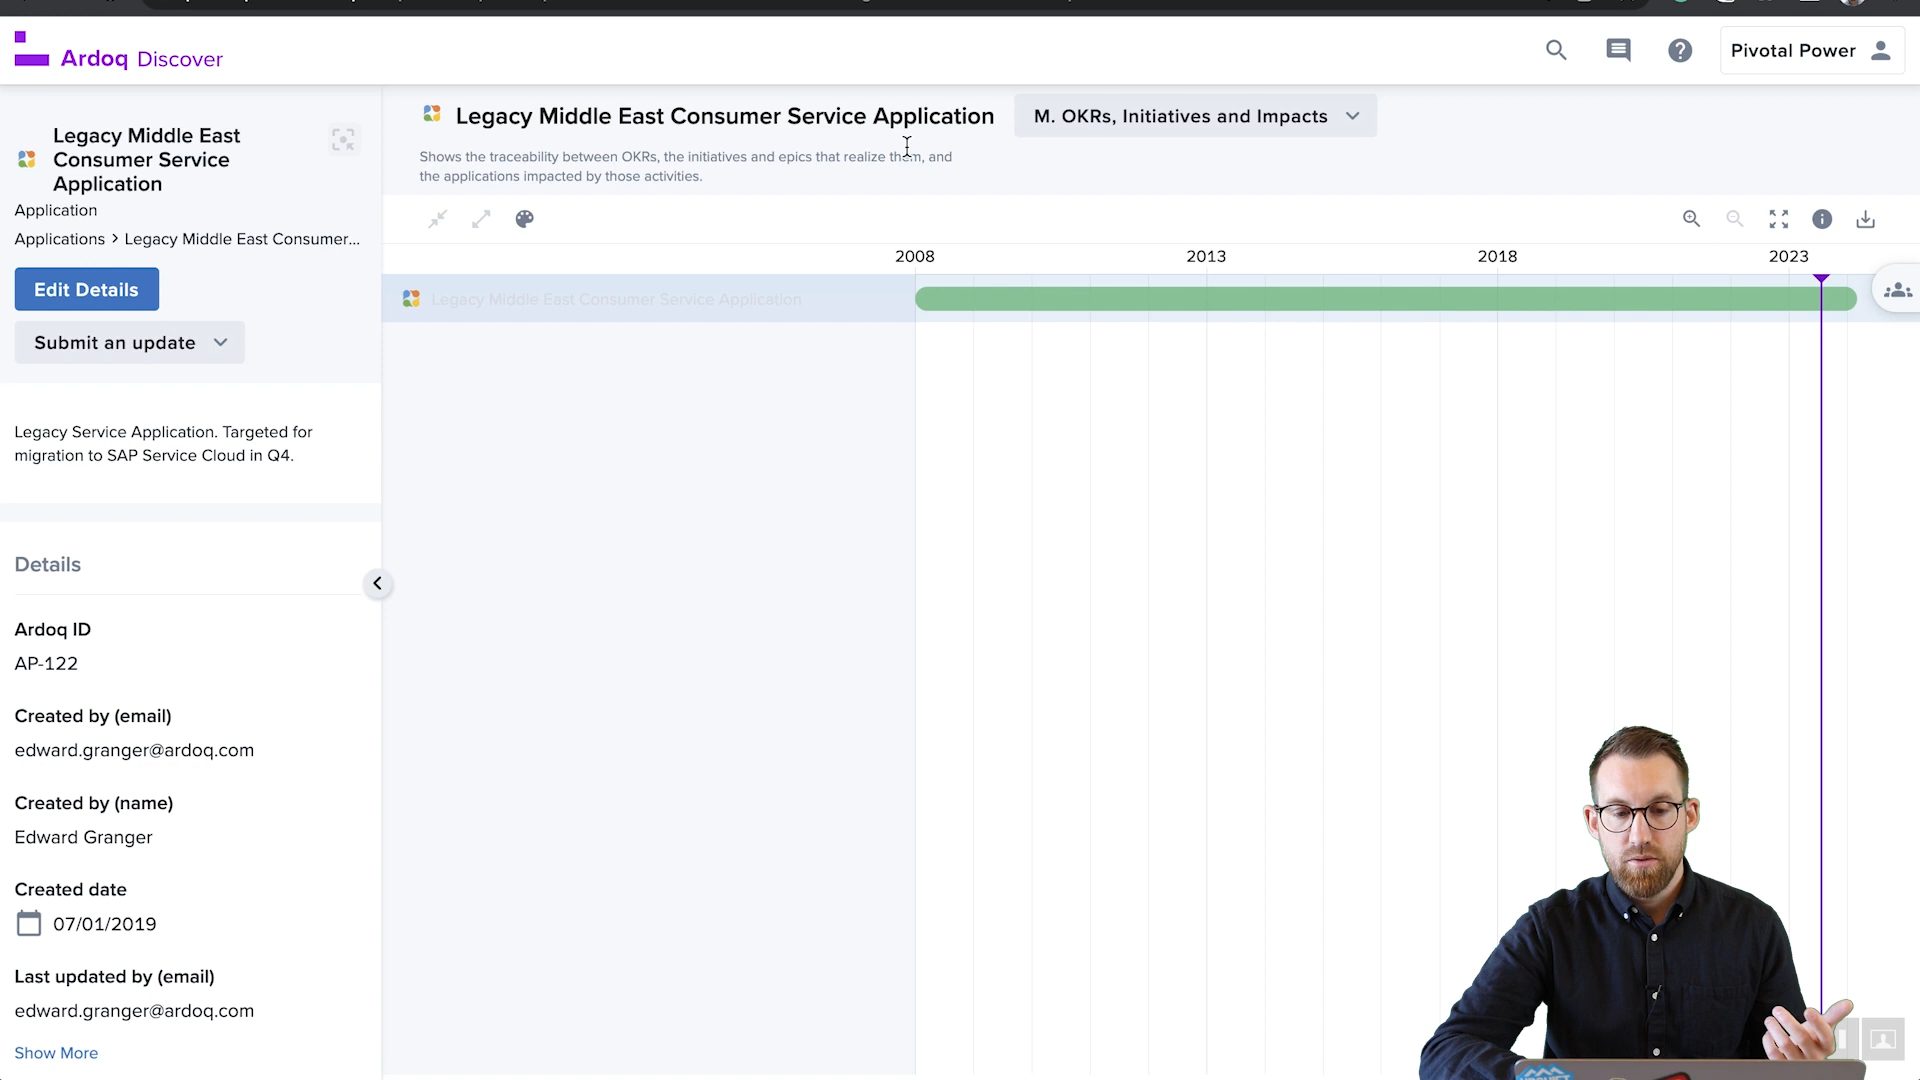 Ardoq Discover
Pivotal Power
Legacy Middle East
Consumer Service
Application
Application
Applications > Legacy Middle East Consumer...
Edit Details
Submit an update
Legacy Service Application. Targeted for
migration to SAP Service Cloud in Q4.
Details
Ardoq ID
AP-122
Created by (email)
edward.granger@ardoq.com
Created by (name)
Edward Granger
Created date
07/01/2019
Last updated by (email)
edward.granger@ardoq.com
Show More
Legacy Middle East Consumer Service Application
M. OKRs, Initiatives and Impacts
Shows the traceability between OKRs, the initiatives and epics that realize them, and
the applications impacted by those activities.
2008 2013 2018 2023
Legacy Middle East Consumer Service Application